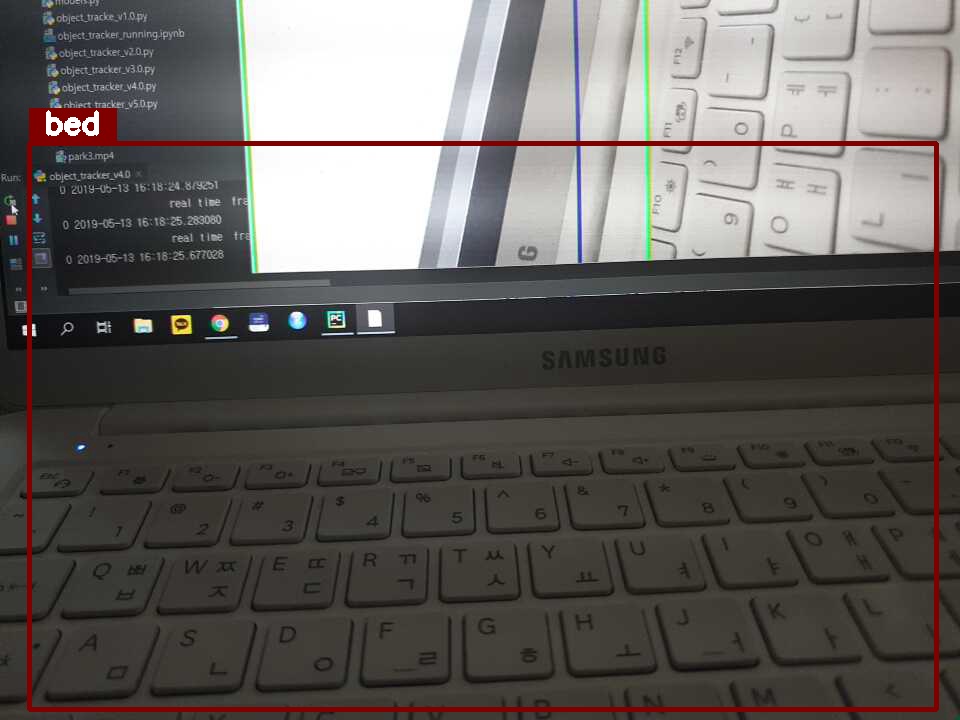 models.py
object_tracke_v1.0.py
object_tracker_running.ipynb
object_tracker_v2.0.py
object_tracker_v3.0.py
object_tracker_v4.0.py
object_tracker_v5.0.py
bed
park3.mp4
Run: object_tracker_v4.0
0 2019-05-13 16:18:24.879251
real time fra
0 2019-05-13 16:18:25.283080
real time fra
0 2019-05-13 16:18:25.677028
F12
F11
F10
G
PC
SAMSUNG
ESC F1 F2 F3 F4 F5 F6 F7 F8 F9 F10 F11 F12
~ ! 1 @ 2 # 3 $ 4 % 5 ^ 6 & 7 * 8 ( 9 ) 0 -
Q ㅃ ㅂ W ㅉ ㅈ E ㄸ ㄷ R ㄲ ㄱ T ㅆ ㅅ Y ㅛ U ㅕ I ㅑ O ㅒ ㅐ P
A ㅁ S ㄴ D ㅇ F ㄹ G ㅎ H ㅗ J ㅓ K ㅏ L
B N M <